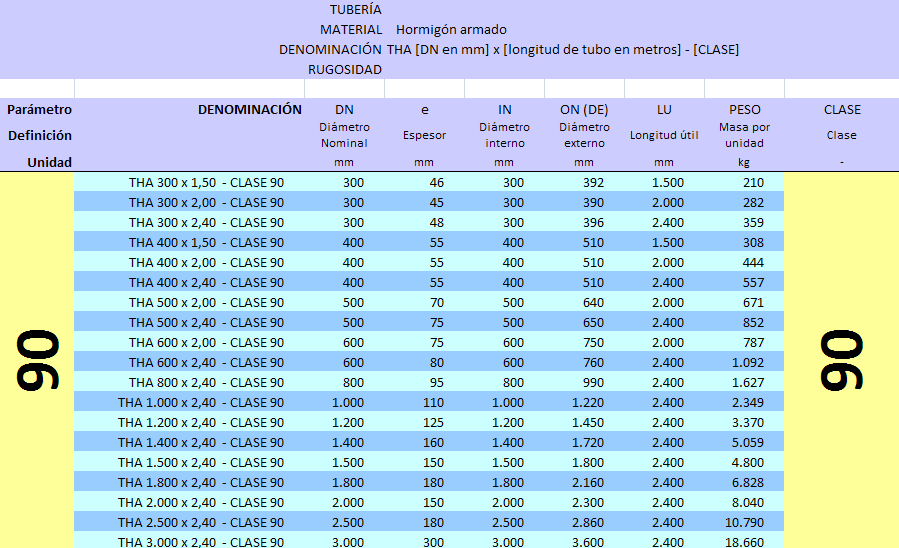 TUBERÍA
MATERIAL Hormigón armado
DENOMINACIÓN THA [DN en mm] x [longitud de tubo en metros] - [CLASE]
RUGOSIDAD
Parámetro DENOMINACIÓN DN e IN ON (DE) LU PESO CLASE
Definición Diámetro Nominal Espesor Diámetro interno Diámetro externo Longitud útil Masa por unidad Clase
Unidad mm mm mm mm mm kg -
90
THA 300 x 1,50 - CLASE 90 300 46 300 392 1.500 210
THA 300 x 2,00 - CLASE 90 300 45 300 390 2.000 282
THA 300 x 2,40 - CLASE 90 300 48 300 396 2.400 359
THA 400 x 1,50 - CLASE 90 400 55 400 510 1.500 308
THA 400 x 2,00 - CLASE 90 400 55 400 510 2.000 444
THA 400 x 2,40 - CLASE 90 400 55 400 510 2.400 557
THA 500 x 2,00 - CLASE 90 500 70 500 640 2.000 671
THA 500 x 2,40 - CLASE 90 500 75 500 650 2.400 852
THA 600 x 2,00 - CLASE 90 600 75 600 750 2.000 787
THA 600 x 2,40 - CLASE 90 600 80 600 760 2.400 1.092
THA 800 x 2,40 - CLASE 90 800 95 800 990 2.400 1.627
THA 1.000 x 2,40 - CLASE 90 1.000 110 1.000 1.220 2.400 2.349
THA 1.200 x 2,40 - CLASE 90 1.200 125 1.200 1.450 2.400 3.370
THA 1.400 x 2,40 - CLASE 90 1.400 160 1.400 1.720 2.400 5.059
THA 1.500 x 2,40 - CLASE 90 1.500 150 1.500 1.800 2.400 4.800
THA 1.800 x 2,40 - CLASE 90 1.800 180 1.800 2.160 2.400 6.828
THA 2.000 x 2,40 - CLASE 90 2.000 150 2.000 2.300 2.400 8.040
THA 2.500 x 2,40 - CLASE 90 2.500 180 2.500 2.860 2.400 10.790
THA 3.000 x 2,40 - CLASE 90 3.000 300 3.000 3.600 2.400 18.660
90